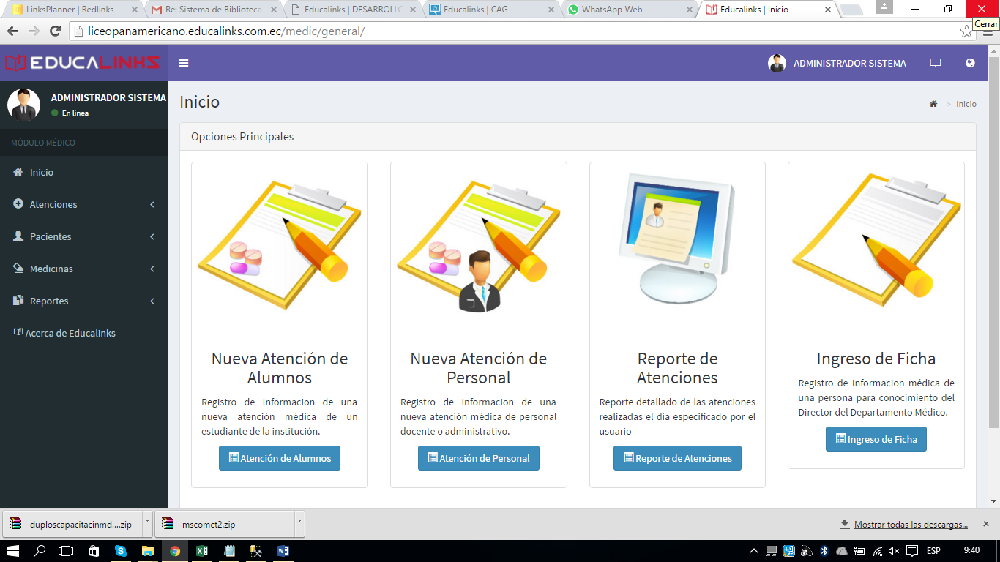 LinksPlanner | Redlinks
Re: Sistema de Biblioteca
Educalinks | DESARROLLO
Educalinks | CAG
WhatsApp Web
Educalinks | Inicio
Cerrar
liceopanamericano.educalinks.com.ec/medic/general/
EDUCALINKS
ADMINISTRADOR SISTEMA
ADMINISTRADOR SISTEMA
En línea
MÓDULO MÉDICO
Inicio
Atenciones
Pacientes
Medicinas
Reportes
Acerca de Educalinks
Inicio
> Inicio
Opciones Principales
Nueva Atención de
Alumnos
Registro de Informacion de una
nueva atención médica de un
estudiante de la institución.
Atención de Alumnos
Nueva Atención de
Personal
Registro de Informacion de una
nueva atención médica de personal
docente o administrativo.
Atención de Personal
Reporte de
Atenciones
Reporte detallado de las atenciones
realizadas el día especificado por el
usuario
Reporte de Atenciones
Ingreso de Ficha
Registro de Informacion médica de
una persona para conocimiento del
Director del Departamento Médico.
Ingreso de Ficha
duploscapacitacinmd....zip
mscomct2.zip
Mostrar todas las descargas...
ESP
9:40